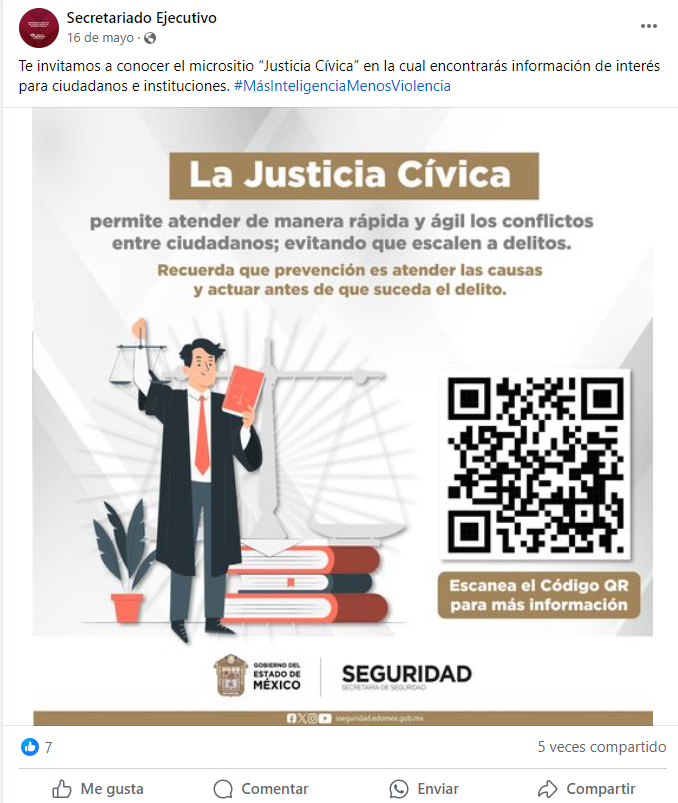 Secretariado Ejecutivo
16 de mayo ·
Te invitamos a conocer el micrositio “Justicia Cívica” en la cual encontrarás información de interés
para ciudadanos e instituciones. #MásInteligenciaMenosViolencia
La Justicia Cívica
permite atender de manera rápida y ágil los conflictos
entre ciudadanos; evitando que escalen a delitos.
Recuerda que prevención es atender las causas
y actuar antes de que suceda el delito.
Escanea el Código QR
para más información
GOBIERNO DEL
ESTADO DE
MÉXICO
SEGURIDAD
SECRETARÍA DE SEGURIDAD
sseguridad.edomex.gob.mx
7
5 veces compartido
Me gusta
Comentar
Enviar
Compartir